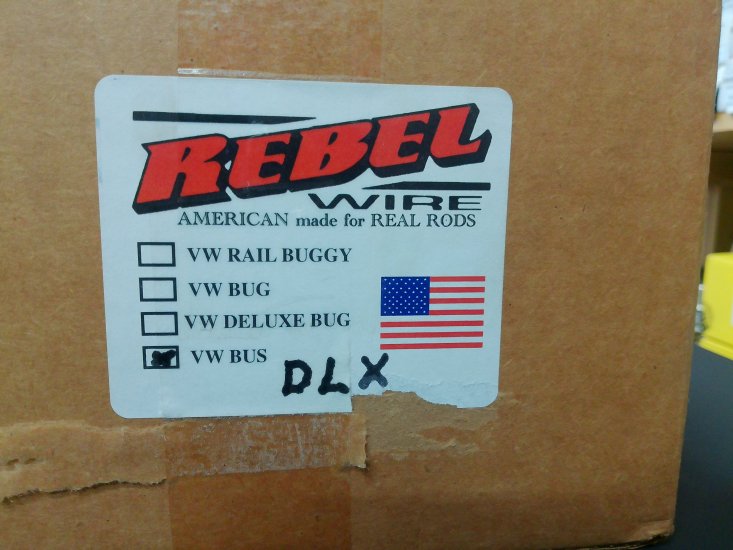 REBEL
WIRE
AMERICAN made for REAL RODS
VW RAIL BUGGY
VW BUG
VW DELUXE BUG
VW BUS
DLX